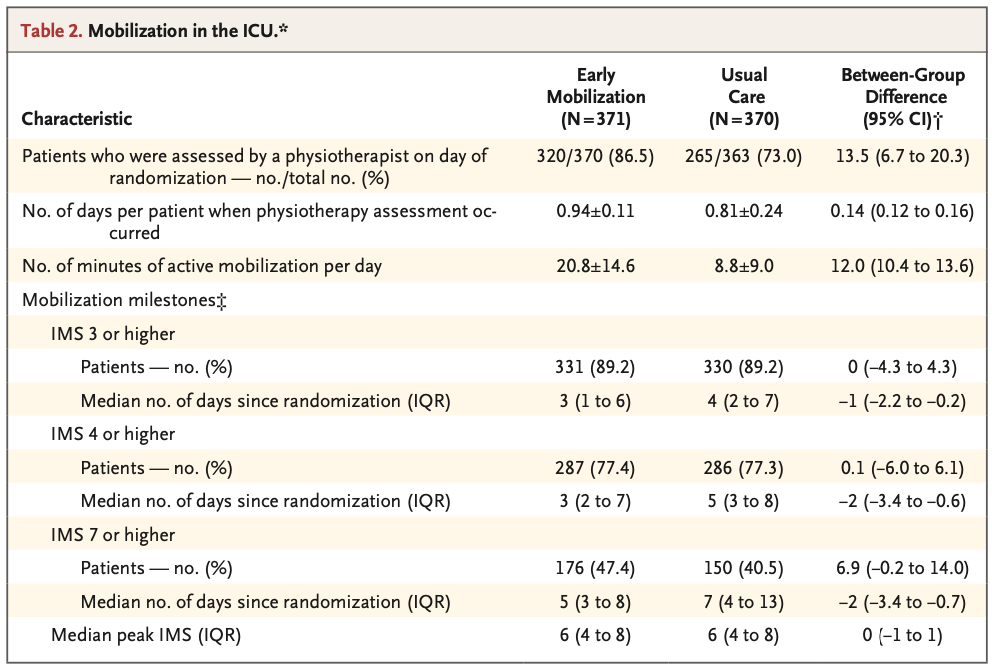 Table 2. Mobilization in the ICU.*
Characteristic Early Mobilization (N=371) Usual Care (N=370) Between-Group Difference (95% CI)†
Patients who were assessed by a physiotherapist on day of randomization — no./total no. (%) 320/370 (86.5) 265/363 (73.0) 13.5 (6.7 to 20.3)
No. of days per patient when physiotherapy assessment oc-
curred 0.94±0.11 0.81±0.24 0.14 (0.12 to 0.16)
No. of minutes of active mobilization per day 20.8±14.6 8.8±9.0 12.0 (10.4 to 13.6)
Mobilization milestones‡
IMS 3 or higher
Patients — no. (%) 331 (89.2) 330 (89.2) 0 (–4.3 to 4.3)
Median no. of days since randomization (IQR) 3 (1 to 6) 4 (2 to 7) –1 (–2.2 to –0.2)
IMS 4 or higher
Patients — no. (%) 287 (77.4) 286 (77.3) 0.1 (–6.0 to 6.1)
Median no. of days since randomization (IQR) 3 (2 to 7) 5 (3 to 8) –2 (–3.4 to –0.6)
IMS 7 or higher
Patients — no. (%) 176 (47.4) 150 (40.5) 6.9 (–0.2 to 14.0)
Median no. of days since randomization (IQR) 5 (3 to 8) 7 (4 to 13) –2 (–3.4 to –0.7)
Median peak IMS (IQR) 6 (4 to 8) 6 (4 to 8) 0 (–1 to 1)